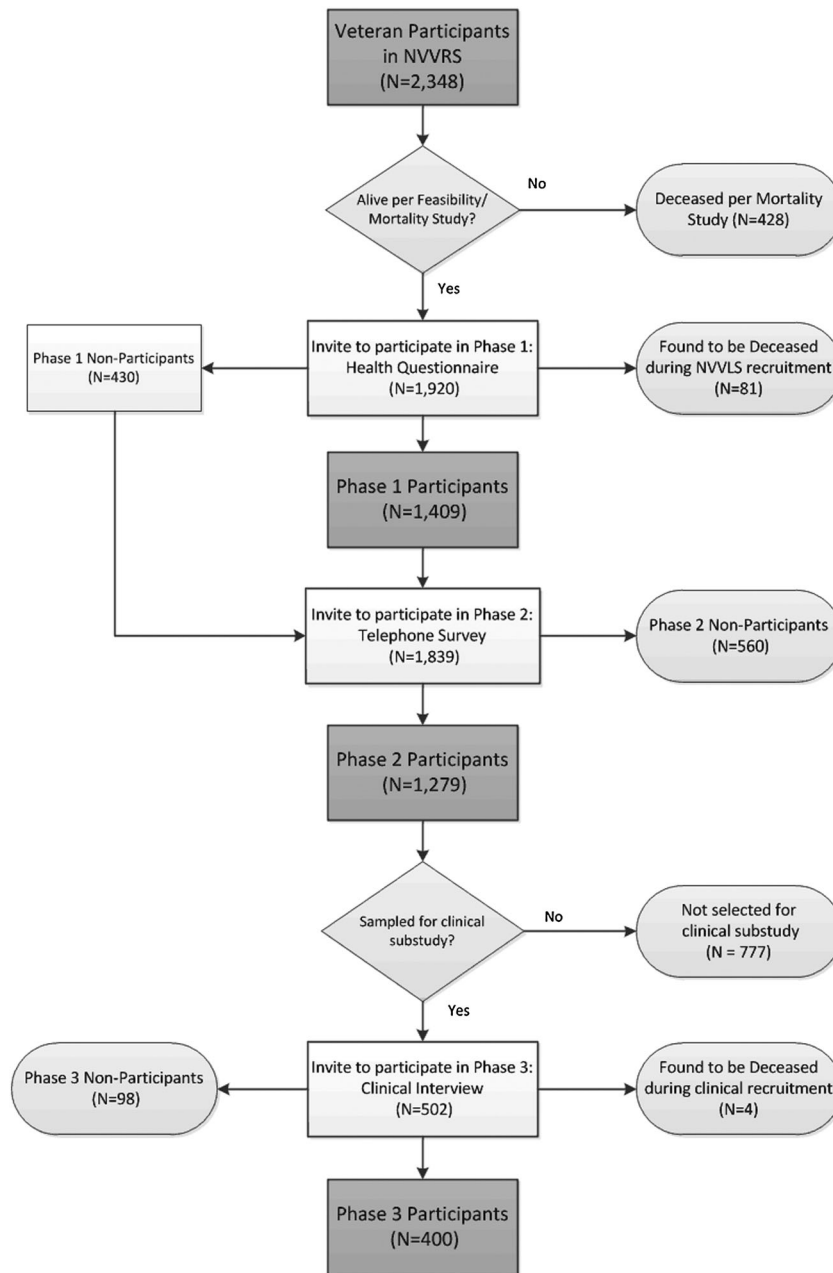 Veteran Participants
in NVVRS
(N=2,348)
Alive per Feasibility/
Mortality Study?
No
Deceased per Mortality
Study (N=428)
Yes
Phase 1 Non-Participants
(N=430)
Invite to participate in Phase 1:
Health Questionnaire
(N=1,920)
Found to be Deceased
during NVVLS recruitment
(N=81)
Phase 1 Participants
(N=1,409)
Invite to participate in Phase 2:
Telephone Survey
(N=1,839)
Phase 2 Non-Participants
(N=560)
Phase 2 Participants
(N=1,279)
Sampled for clinical
substudy?
No
Not selected for
clinical substudy
(N = 777)
Yes
Phase 3 Non-Participants
(N=98)
Invite to participate in Phase 3:
Clinical Interview
(N=502)
Found to be Deceased
during clinical recruitment
(N=4)
Phase 3 Participants
(N=400)